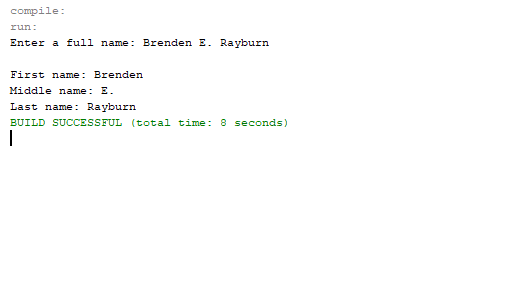 compile:
run:
Enter a full name: Brenden E. Rayburn
First name: Brenden
Middle name: E.
Last name: Rayburn
BUILD SUCCESSFUL (total time: 8 seconds)